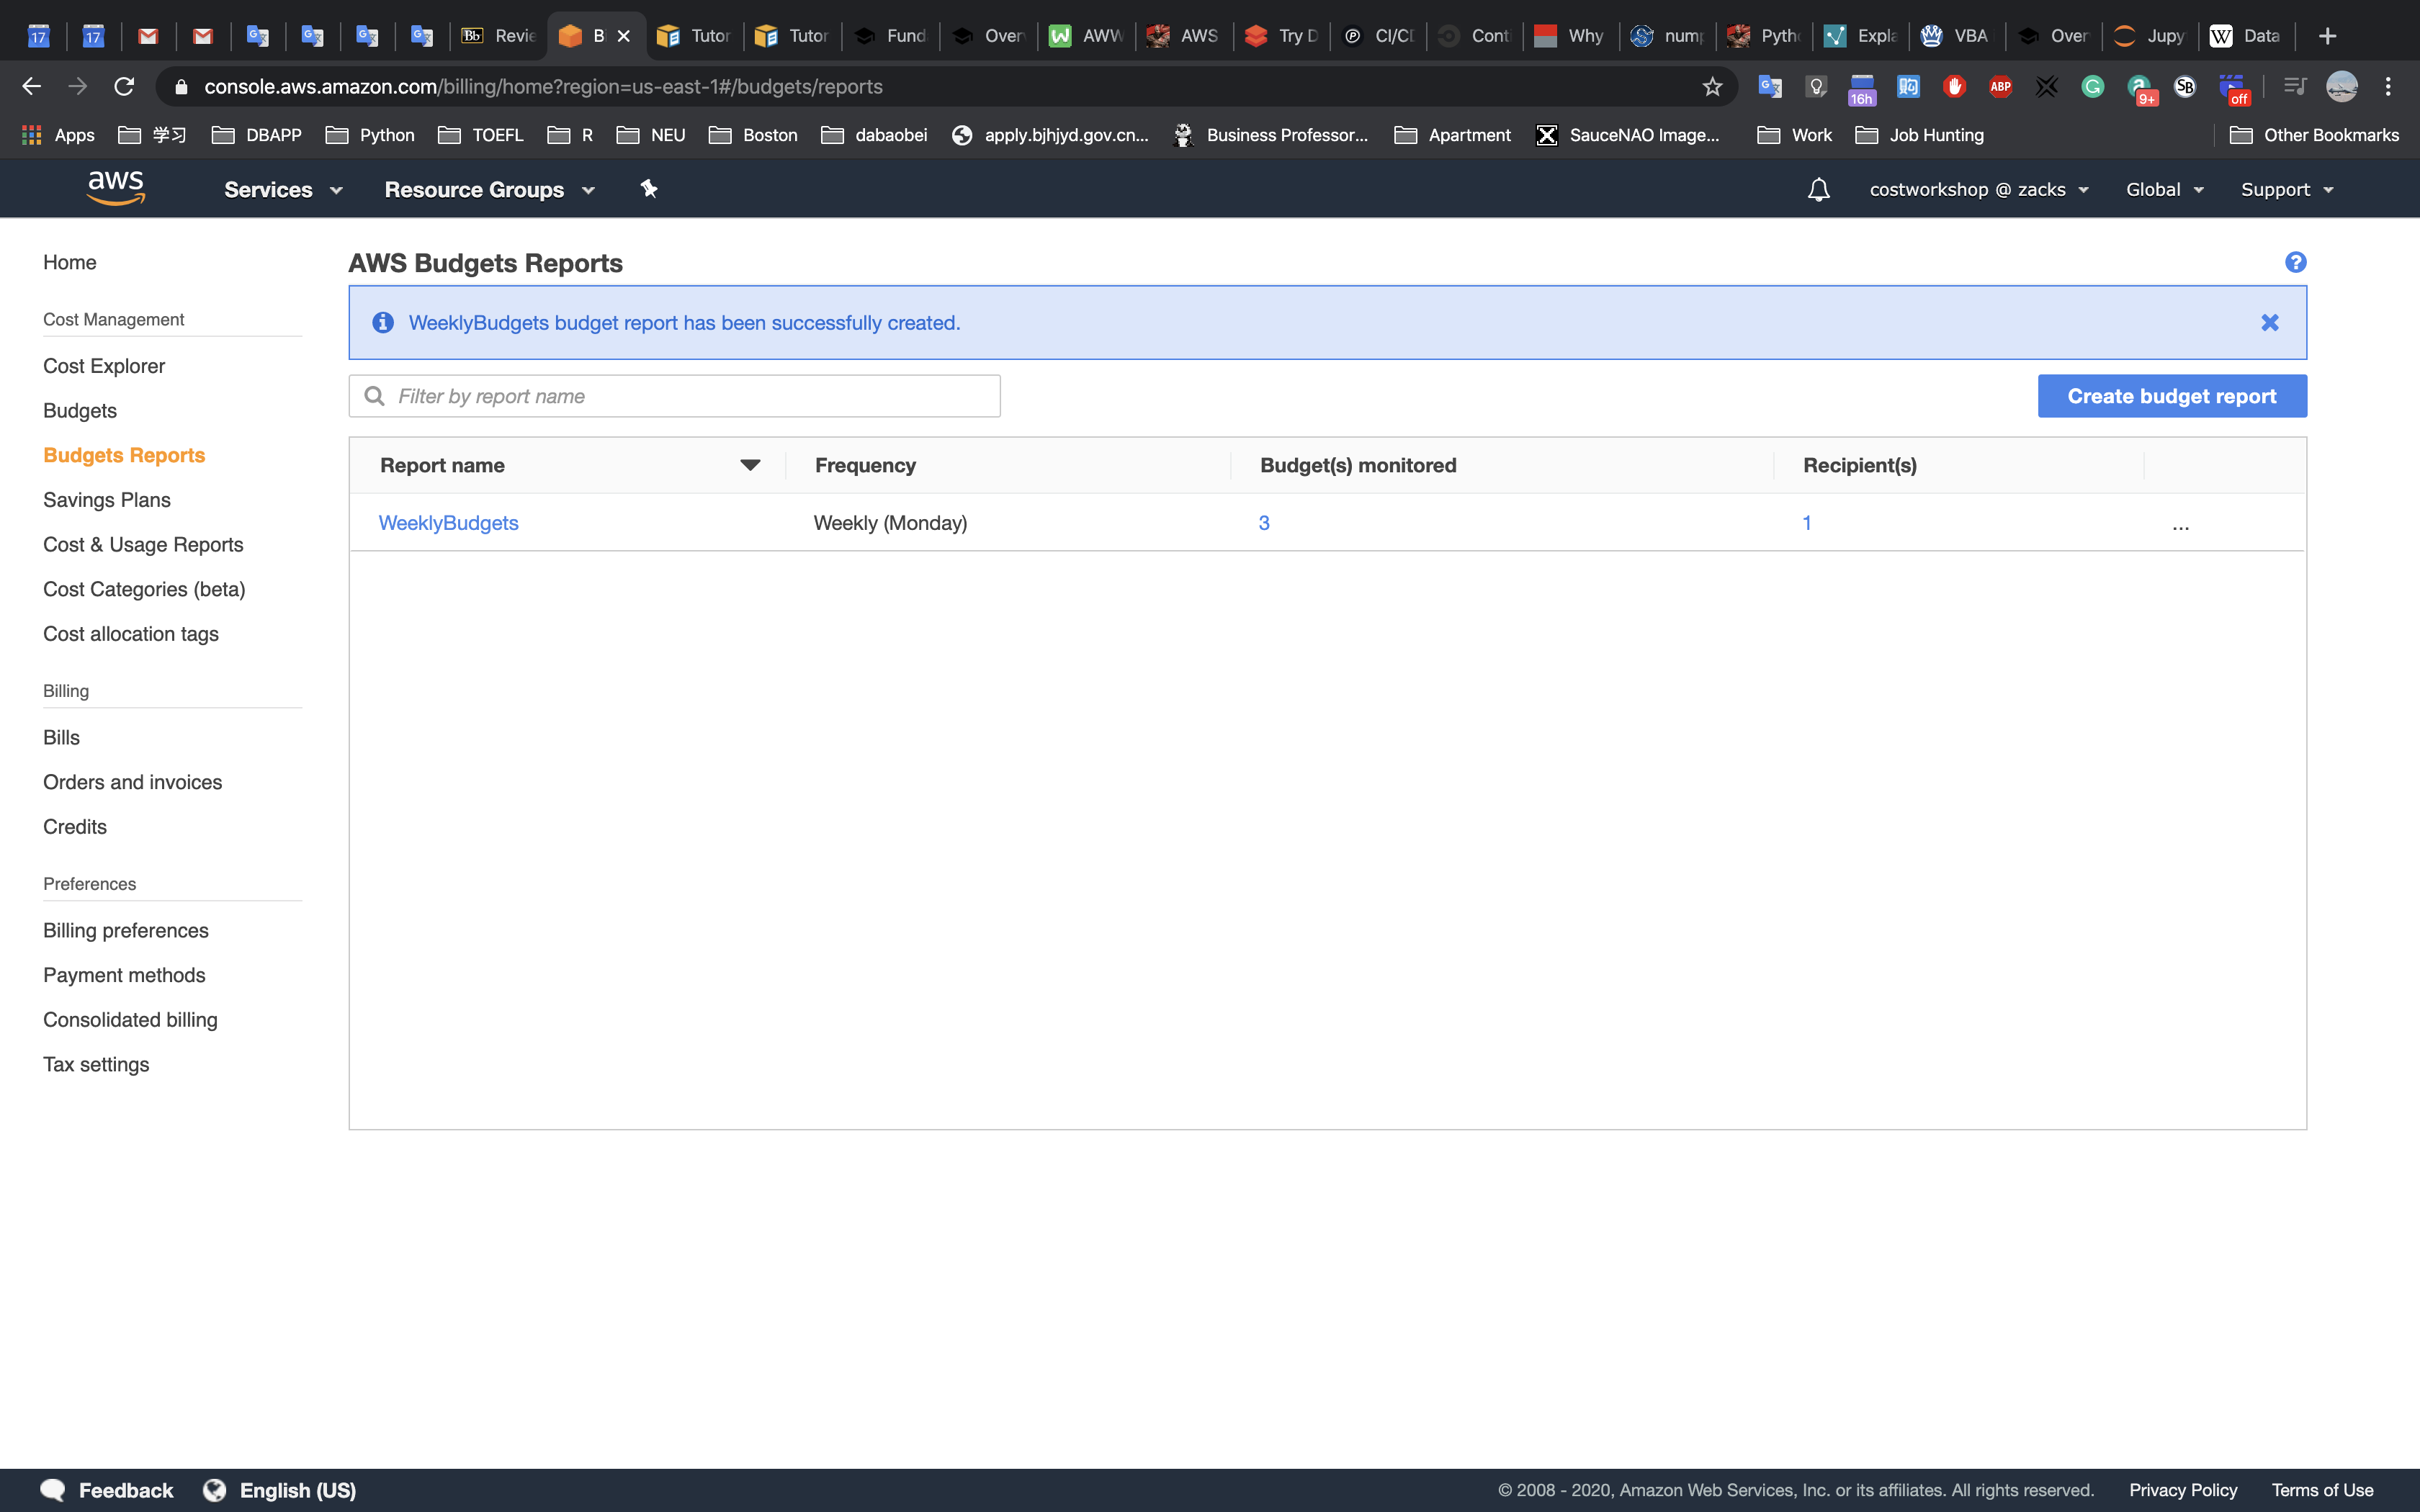 17 17 Bb Revie B Tutor Tutor Fund Over AWW AWS Try D CI/CD Cont Why nump Pytho Expla VBA Over Jupy Data
console.aws.amazon.com/billing/home?region=us-east-1#/budgets/reports 16h ABP 9+ SB off
Apps 学习 DBAPP Python TOEFL R NEU Boston dabaobei apply.bjhjyd.gov.cn... Business Professor... Apartment SauceNAO Image... Work Job Hunting Other Bookmarks
aws Services Resource Groups costworkshop @ zacks Global Support
Home
Cost Management
Cost Explorer
Budgets
Budgets Reports
Savings Plans
Cost & Usage Reports
Cost Categories (beta)
Cost allocation tags
Billing
Bills
Orders and invoices
Credits
Preferences
Billing preferences
Payment methods
Consolidated billing
Tax settings
AWS Budgets Reports
WeeklyBudgets budget report has been successfully created.
Filter by report name
Create budget report
Report name Frequency Budget(s) monitored Recipient(s)
WeeklyBudgets Weekly (Monday) 3 1 ...
Feedback English (US) © 2008 - 2020, Amazon Web Services, Inc. or its affiliates. All rights reserved. Privacy Policy Terms of Use